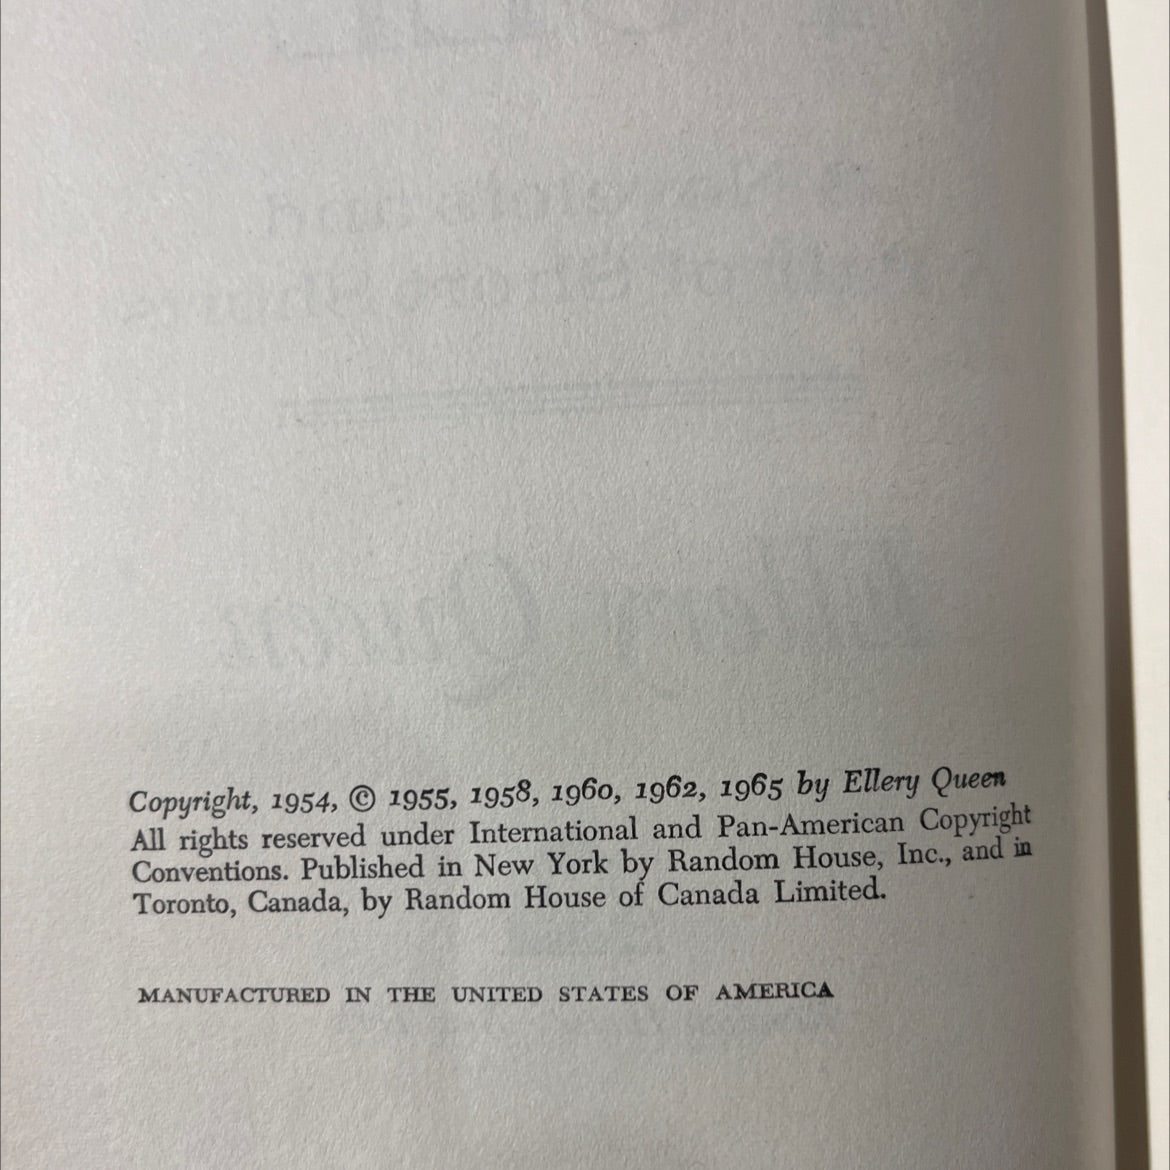 Copyright, 1954, © 1955, 1958, 1960, 1962, 1965 by Ellery Queen
All rights reserved under International and Pan-American Copyright
Conventions. Published in New York by Random House, Inc., and in
Toronto, Canada, by Random House of Canada Limited.
MANUFACTURED IN THE UNITED STATES OF AMERICA